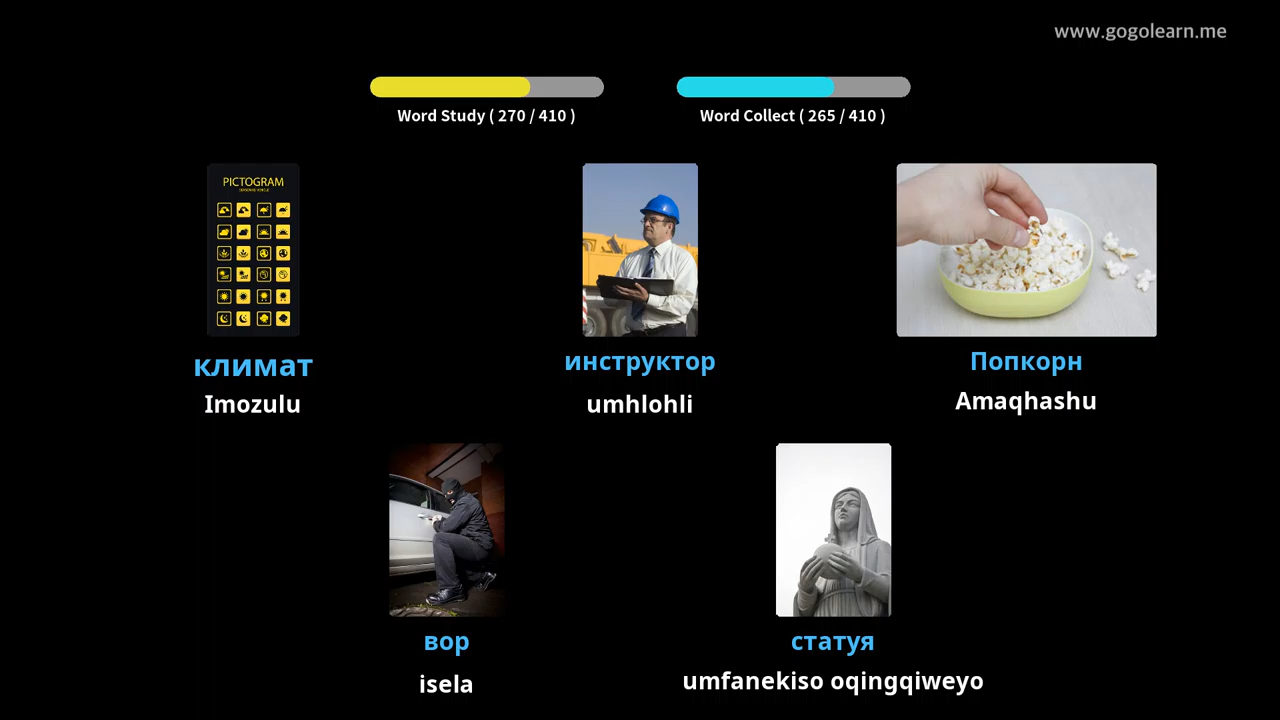 www.gogolearn.me
Word Study ( 270 / 410 )
Word Collect ( 265 / 410 )
PICTOGRAM
климат
Imozulu
инструктор
umhlohli
Попкорн
Amaqhashu
вор
isela
статуя
umfanekiso oqingqiweyo